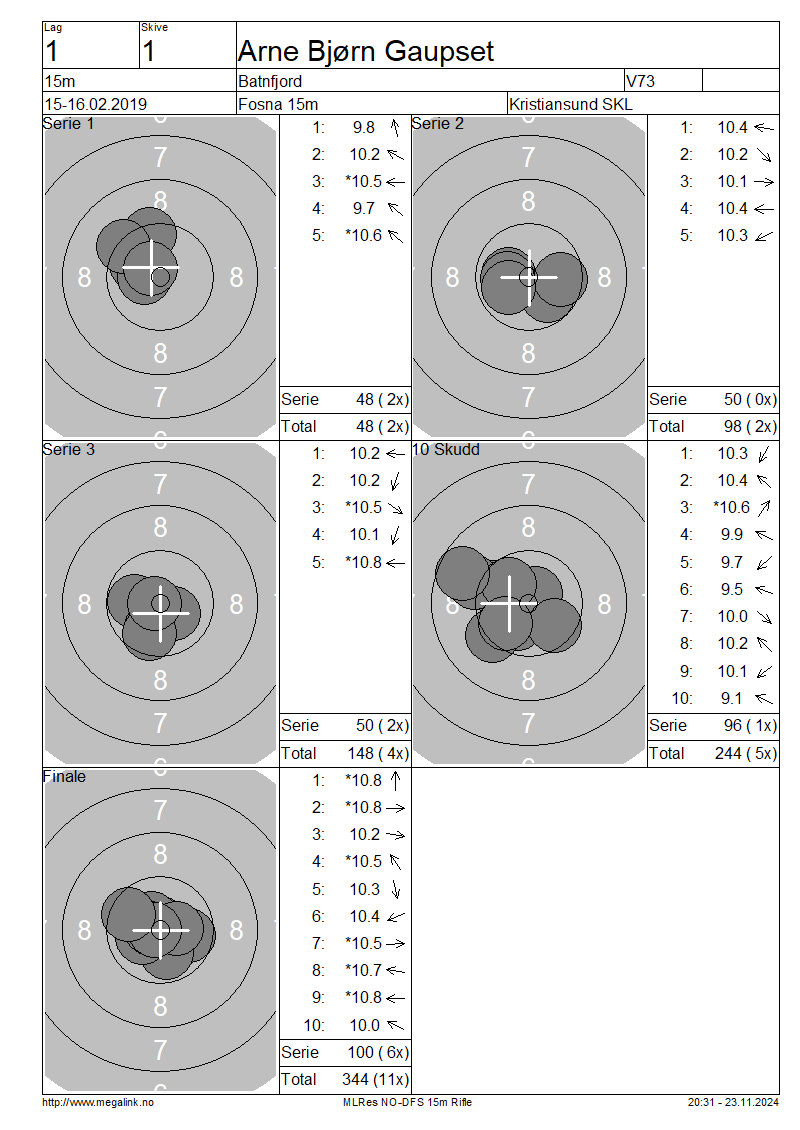 Lag
Skive
1
1
Arne Bjørn Gaupset
15m
Batnfjord
V73
15-16.02.2019
Fosna 15m
Kristiansund SKL
Serie 1
6
7
8
8
8
8
7
6
1: 9.8
2: 10.2
3: *10.5
4: 9.7
5: *10.6
Serie 48 ( 2x)
Total 48 ( 2x)
Serie 2
6
7
8
8
8
8
7
6
1: 10.4
2: 10.2
3: 10.1
4: 10.4
5: 10.3
Serie 50 ( 0x)
Total 98 ( 2x)
Serie 3
7
8
8
8
8
7
6
1: 10.2
2: 10.2
3: *10.5
4: 10.1
5: *10.8
Serie 50 ( 2x)
Total 148 ( 4x)
10 Skudd
7
8
8
8
8
7
6
1: 10.3
2: 10.4
3: *10.6
4: 9.9
5: 9.7
6: 9.5
7: 10.0
8: 10.2
9: 10.1
10: 9.1
Serie 96 ( 1x)
Total 244 ( 5x)
Finale
7
8
8
8
8
7
6
1: *10.8
2: *10.8
3: 10.2
4: *10.5
5: 10.3
6: 10.4
7: *10.5
8: *10.7
9: *10.8
10: 10.0
Serie 100 ( 6x)
Total 344 (11x)
http://www.megalink.no
MLRes NO-DFS 15m Rifle
20:31 - 23.11.2024